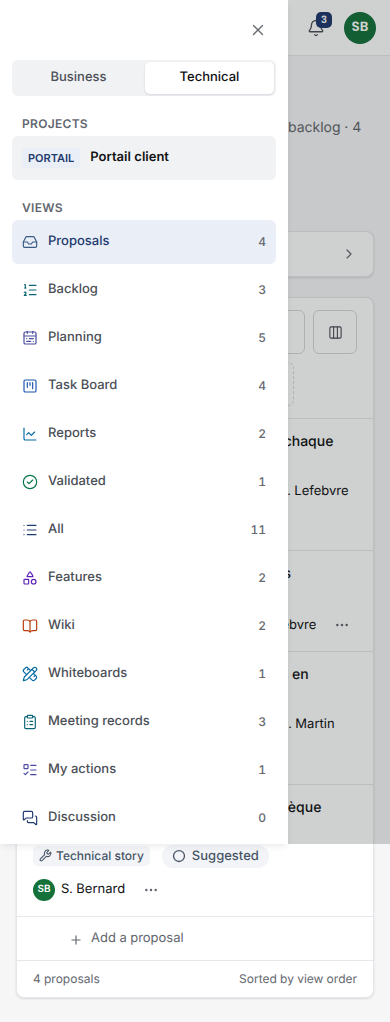 3
SB
Business
Technical
PROJECTS
PORTAIL Portail client
backlog · 4
VIEWS
Proposals 4
Backlog 3
Planning 5
Task Board 4
Reports 2
chaque
Validated 1
. Lefebvre
All 11
Features 2
s
Wiki 2
ebvre
Whiteboards 1
en
Meeting records 3
. Martin
My actions 1
èque
Discussion 0
Technical story
Suggested
SB S. Bernard
Add a proposal
4 proposals
Sorted by view order